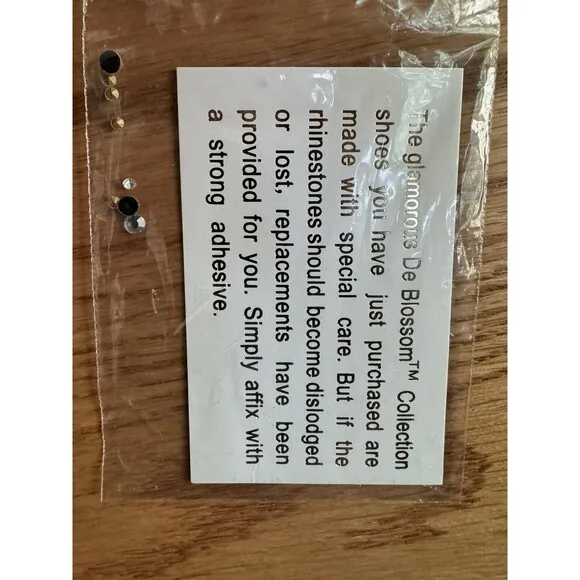 The glamorous De Blossom™ Collection
shoes you have just purchased are
made with special care. But if the
rhinestones should become dislodged
or lost, replacements have been
provided for you. Simply affix with
a strong adhesive.